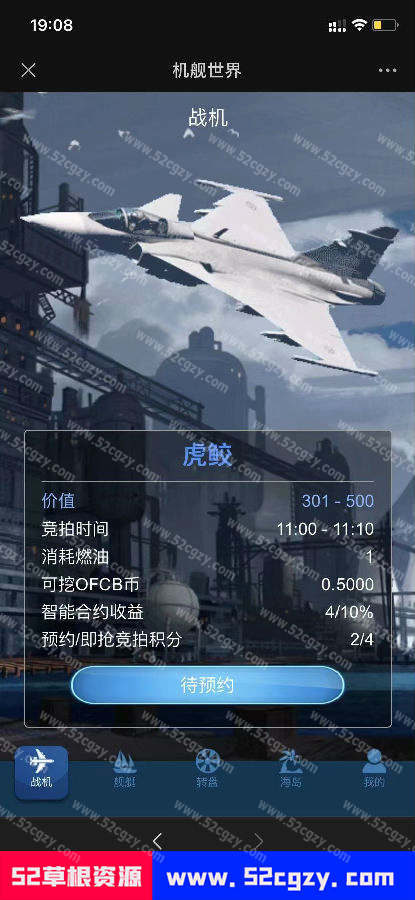 19:08
机舰世界
战机
虎鲛
价值 301 - 500
竞拍时间 11:00 - 11:10
消耗燃油 1
可挖OFCB币 0.5000
智能合约收益 4/10%
预约/即抢竞拍积分 2/4
待预约
战机 舰艇 转盘 海岛 我的
52草根资源 www.52cgzy.com
www.52cgzy.com